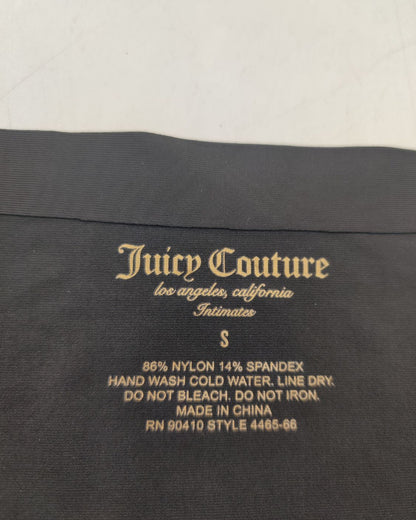 Juicy Couture
los angeles, california
Intimates
S
86% NYLON 14% SPANDEX
HAND WASH COLD WATER. LINE DRY.
DO NOT BLEACH. DO NOT IRON.
MADE IN CHINA
RN 90410 STYLE 4465-66